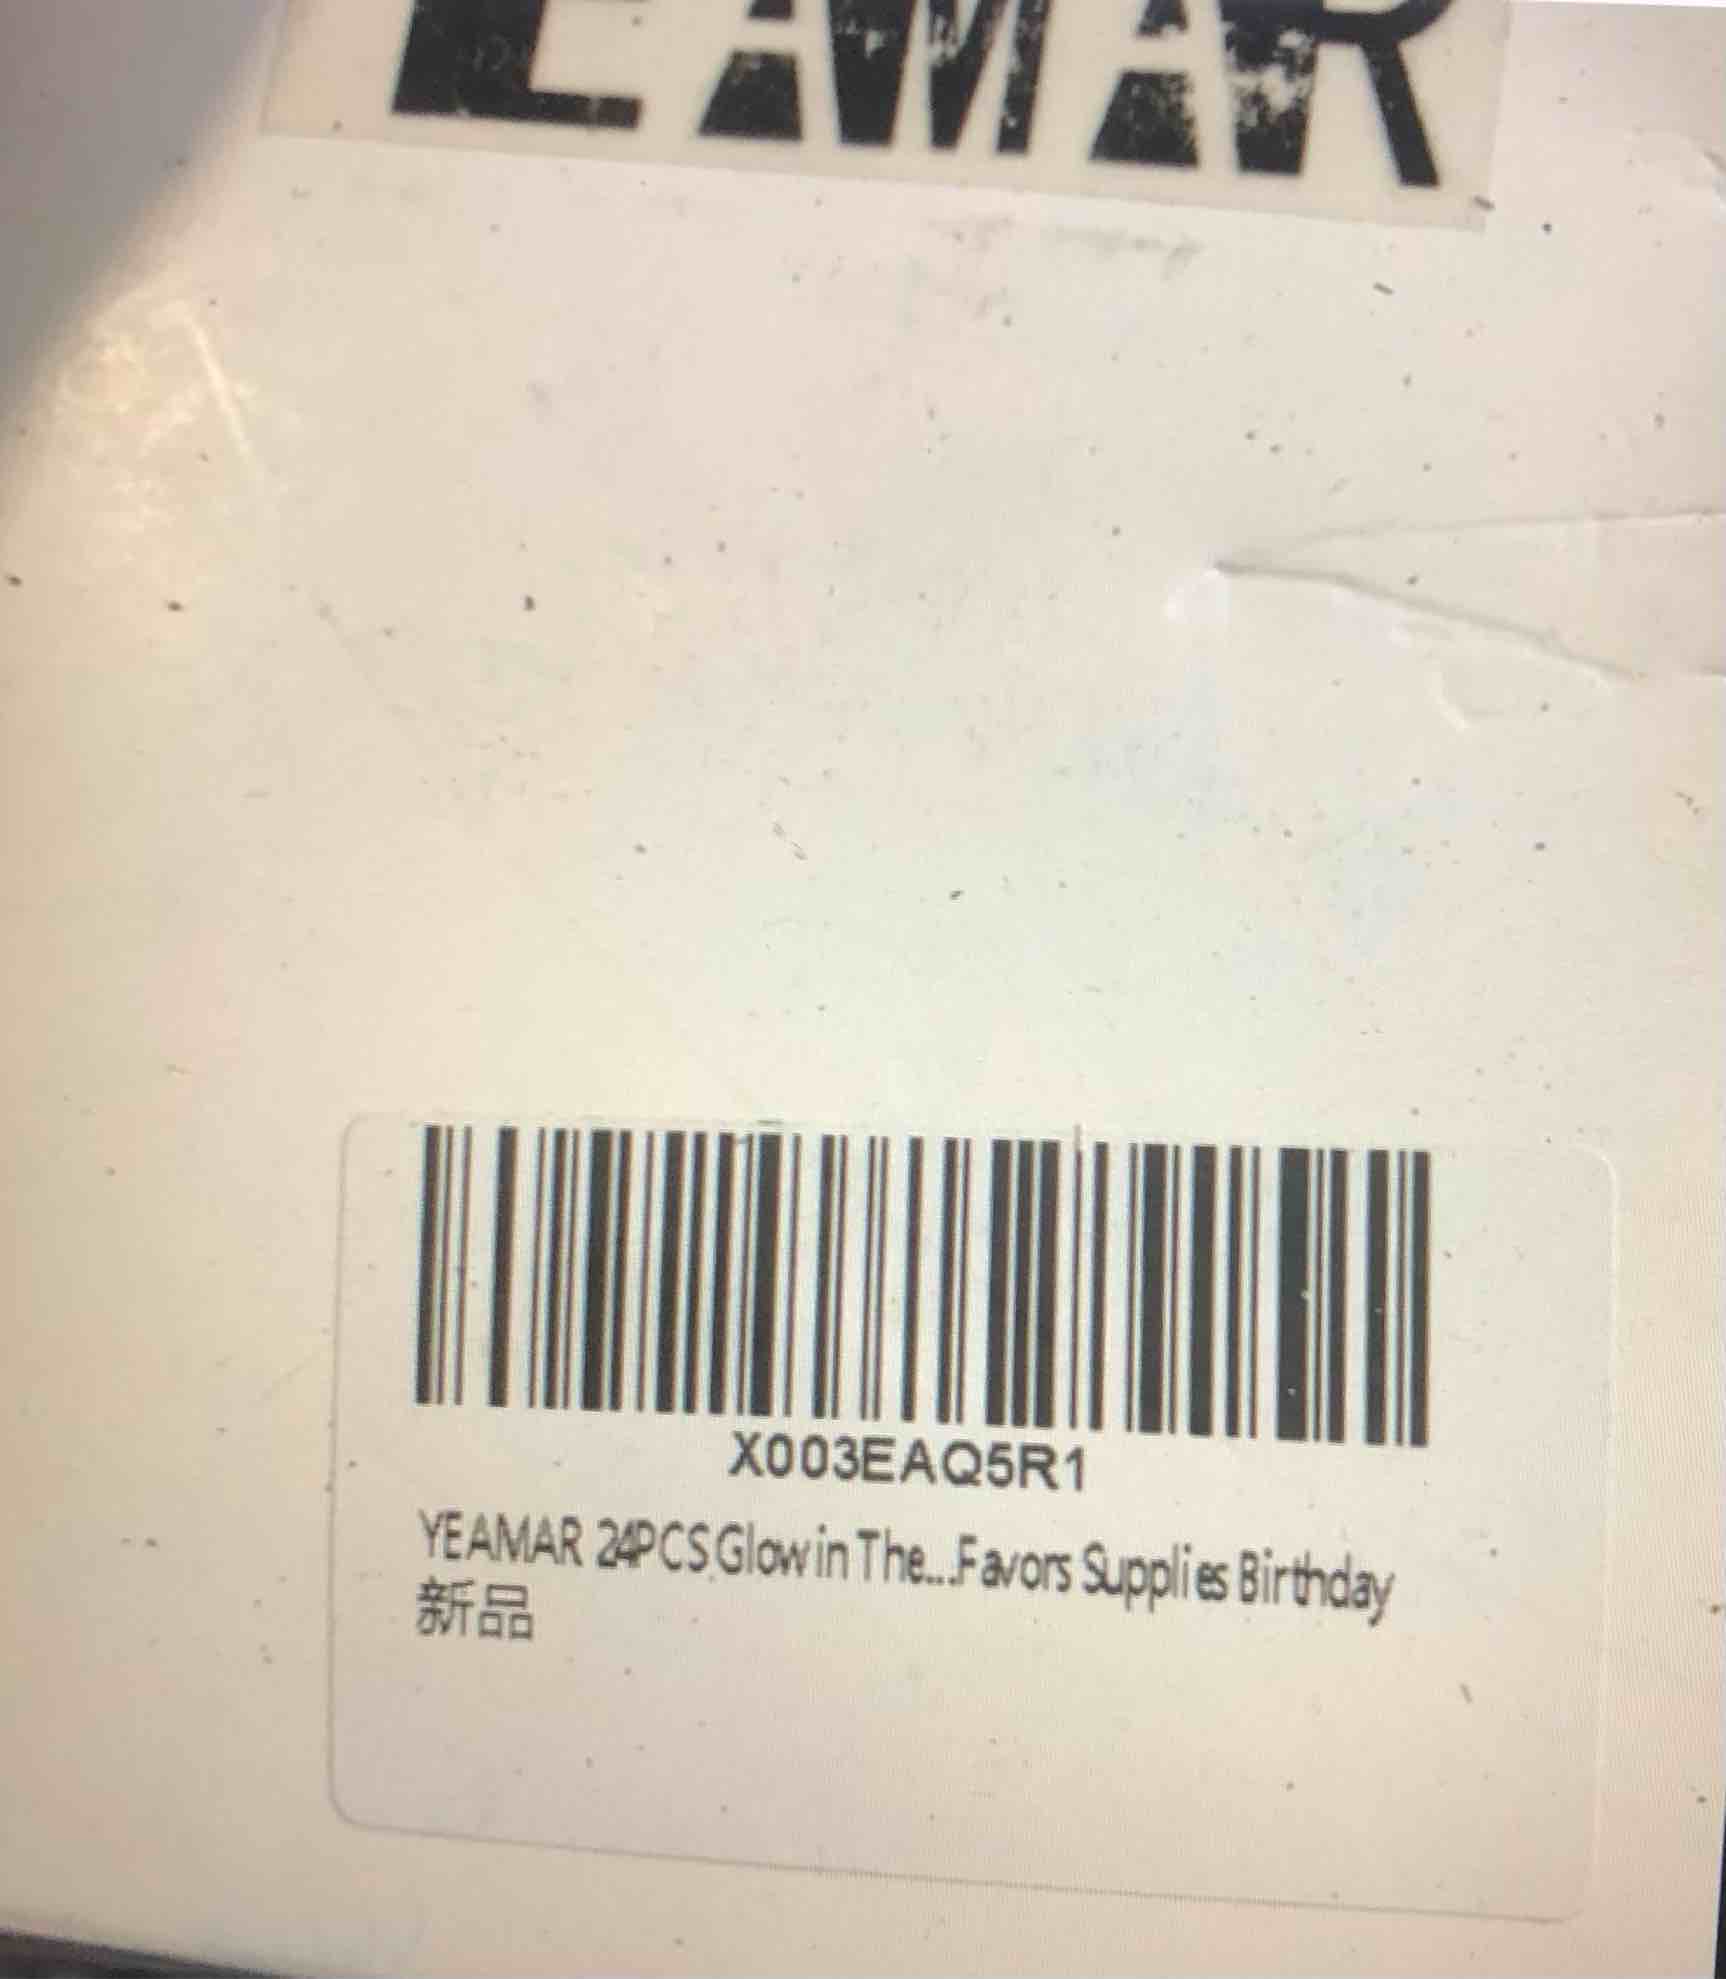 EAMAR
X003EAQ5R1
YEAMAR 24PCS Glow in The...Favors Supplies Birthday
新品